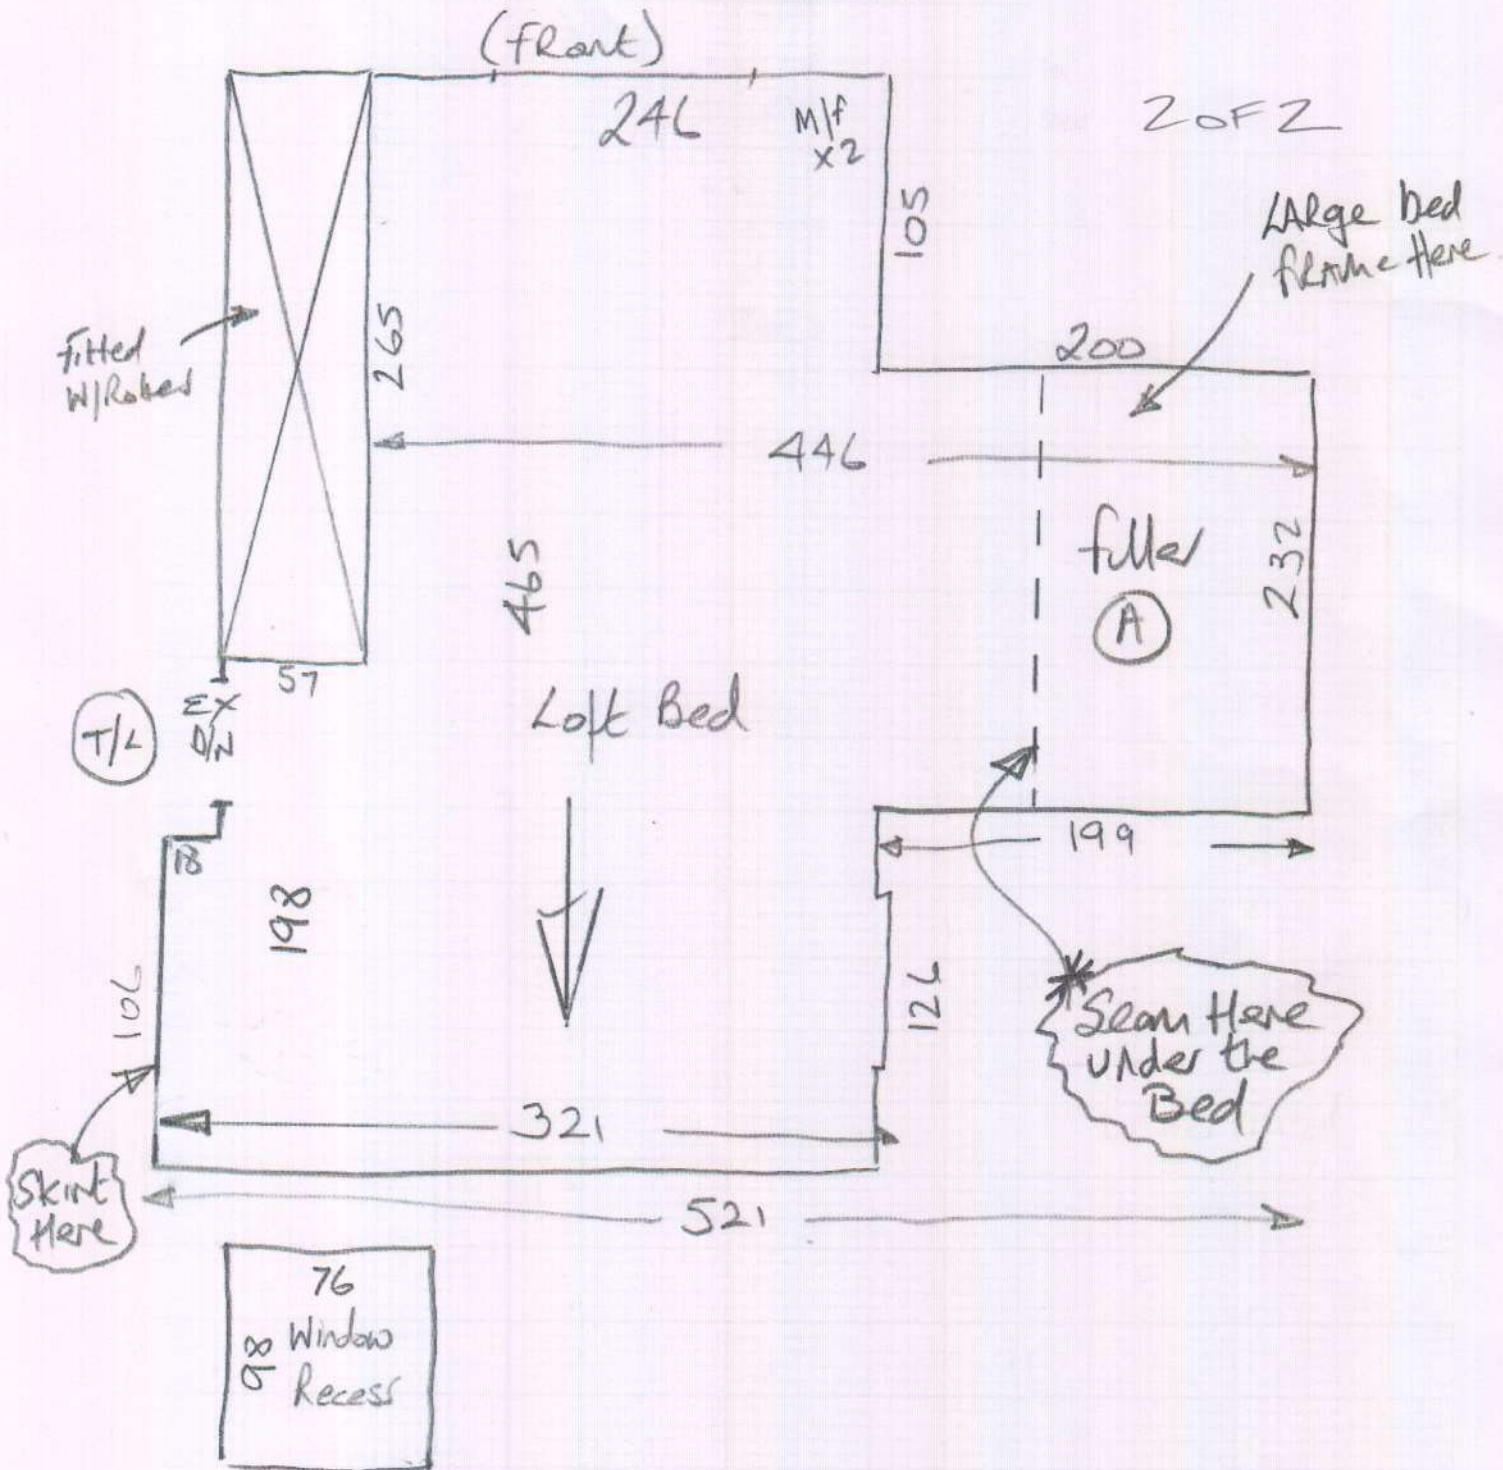 (front)
246
M/f
x2
2 OF 2
105
LARge bed
frame Here
200
Fitted
W/Robes
265
446
465
filler
A
232
57
T/L
EX
D/N
Loft Bed
18
198
199
106
126
Seam Here
under the
Bed
321
Skirt
Here
521
76
98
Window
Recess